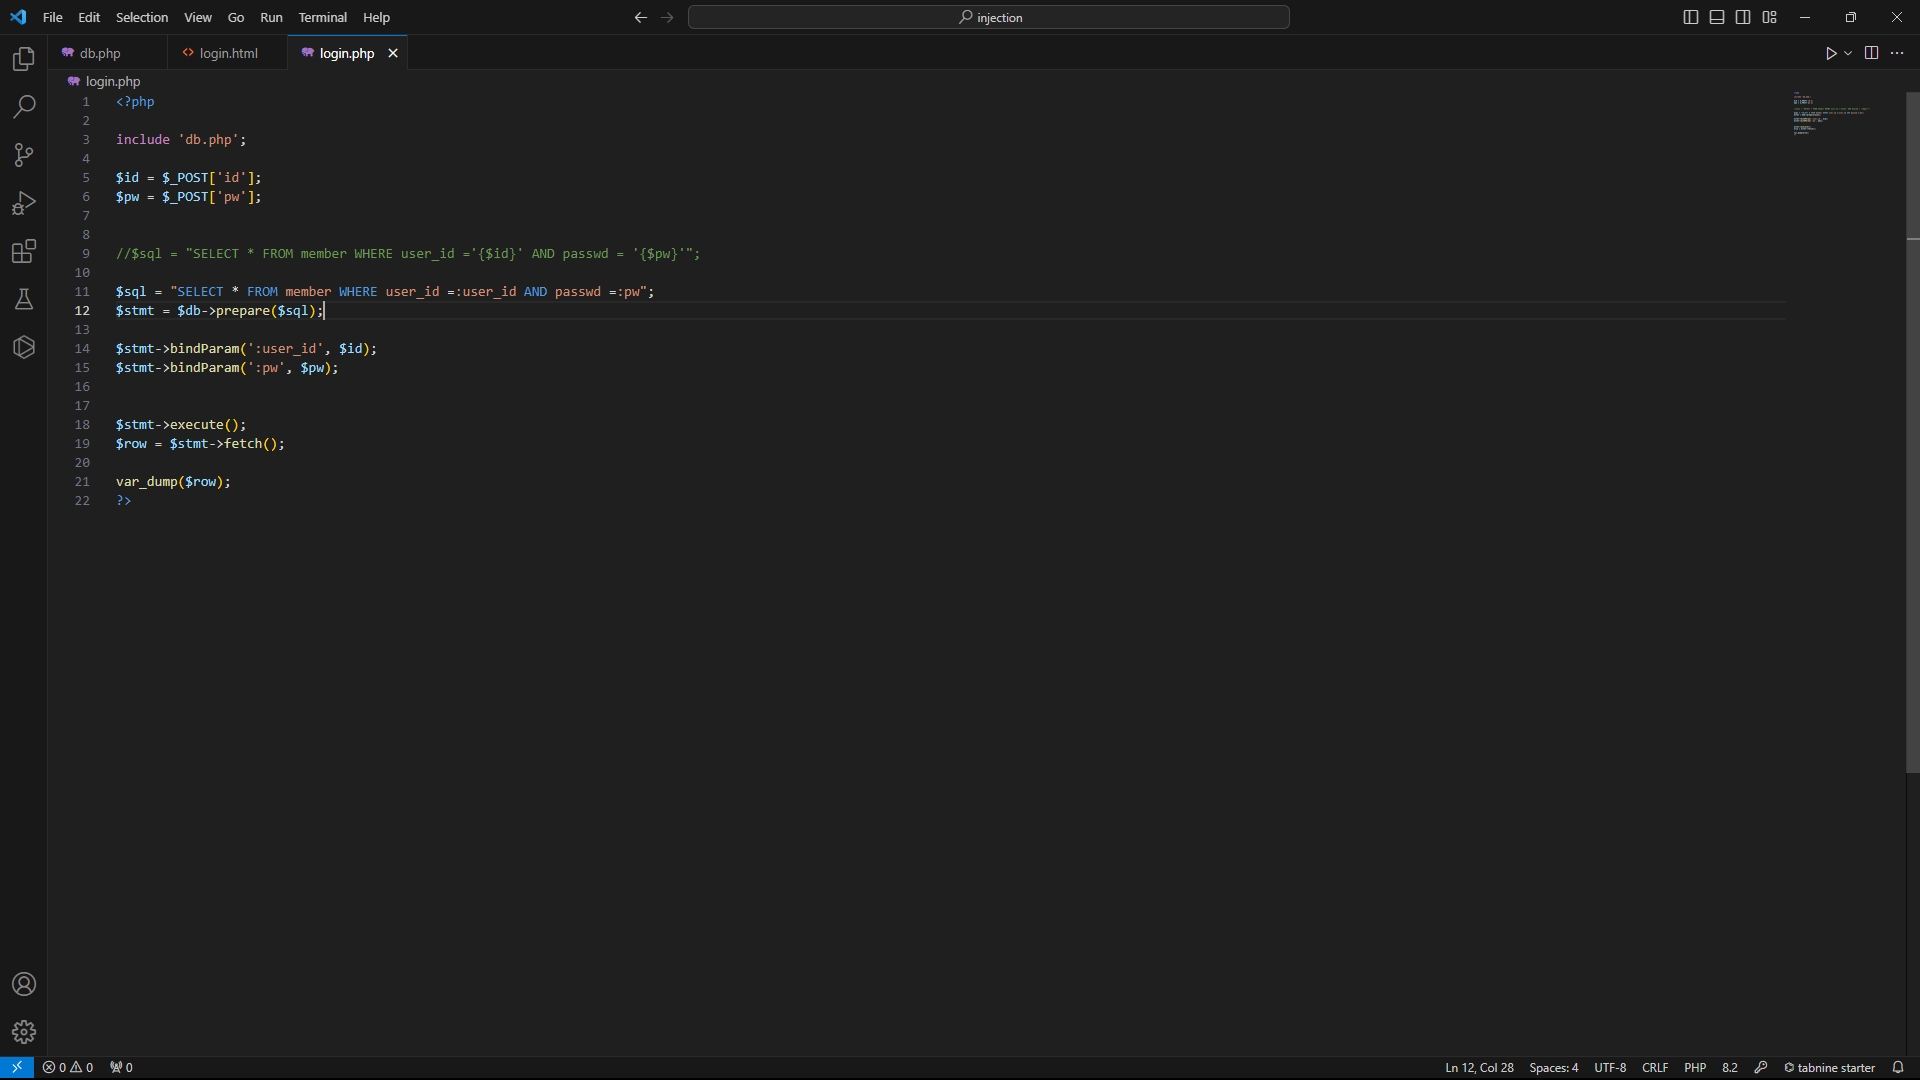 File Edit Selection View Go Run Terminal Help
injection
db.php login.html login.php
login.php
1 <?php
2
3 include 'db.php';
4
5 $id = $_POST['id'];
6 $pw = $_POST['pw'];
7
8
9 //$sql = "SELECT * FROM member WHERE user_id ='{$id}' AND passwd = '{$pw}'";
10
11 $sql = "SELECT * FROM member WHERE user_id =:user_id AND passwd =:pw";
12 $stmt = $db->prepare($sql);
13
14 $stmt->bindParam(':user_id', $id);
15 $stmt->bindParam(':pw', $pw);
16
17
18 $stmt->execute();
19 $row = $stmt->fetch();
20
21 var_dump($row);
22 ?>
0 0 0 Ln 12, Col 28 Spaces: 4 UTF-8 CRLF PHP 8.2 tabnine starter